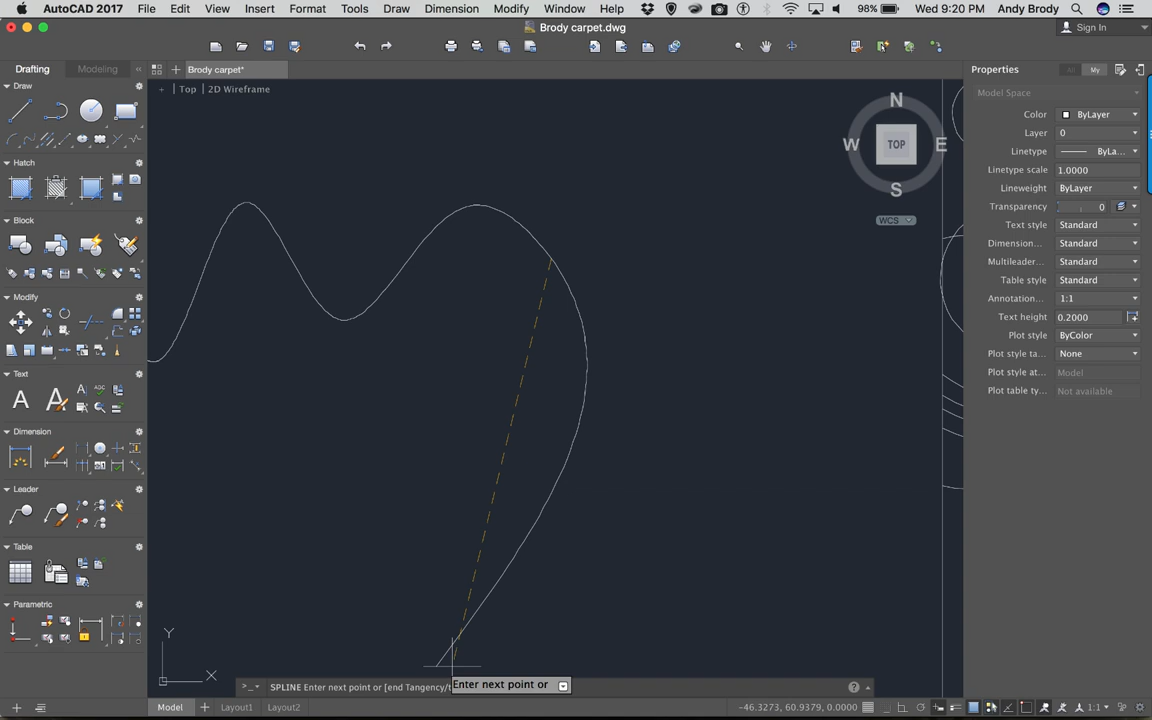 AutoCAD 2017 File Edit View Insert Format Tools Draw Dimension Modify Window Help 98% Wed 9:20 PM Andy Brody
Brody carpet.dwg
Sign In
Drafting Modeling
Brody carpet*
Properties All My
Draw
Top 2D Wireframe
Model Space
N
W TOP E
S
WCS
Color ByLayer
Layer 0
Linetype ByLa...
Linetype scale 1.0000
Lineweight ByLayer
Transparency 0
Text style Standard
Dimension... Standard
Multileader... Standard
Table style Standard
Annotation... 1:1
Text height 0.2000
Plot style ByColor
Plot style ta... None
Plot style at... Model
Plot table ty... Not available
Hatch
Block
Modify
Text
A A
Dimension
Leader
Table
Parametric
Y
X
>_ SPLINE Enter next point or [end Tangency/
Enter next point or
?
Model + Layout1 Layout2
-46.3273, 60.9379, 0.0000
1:1